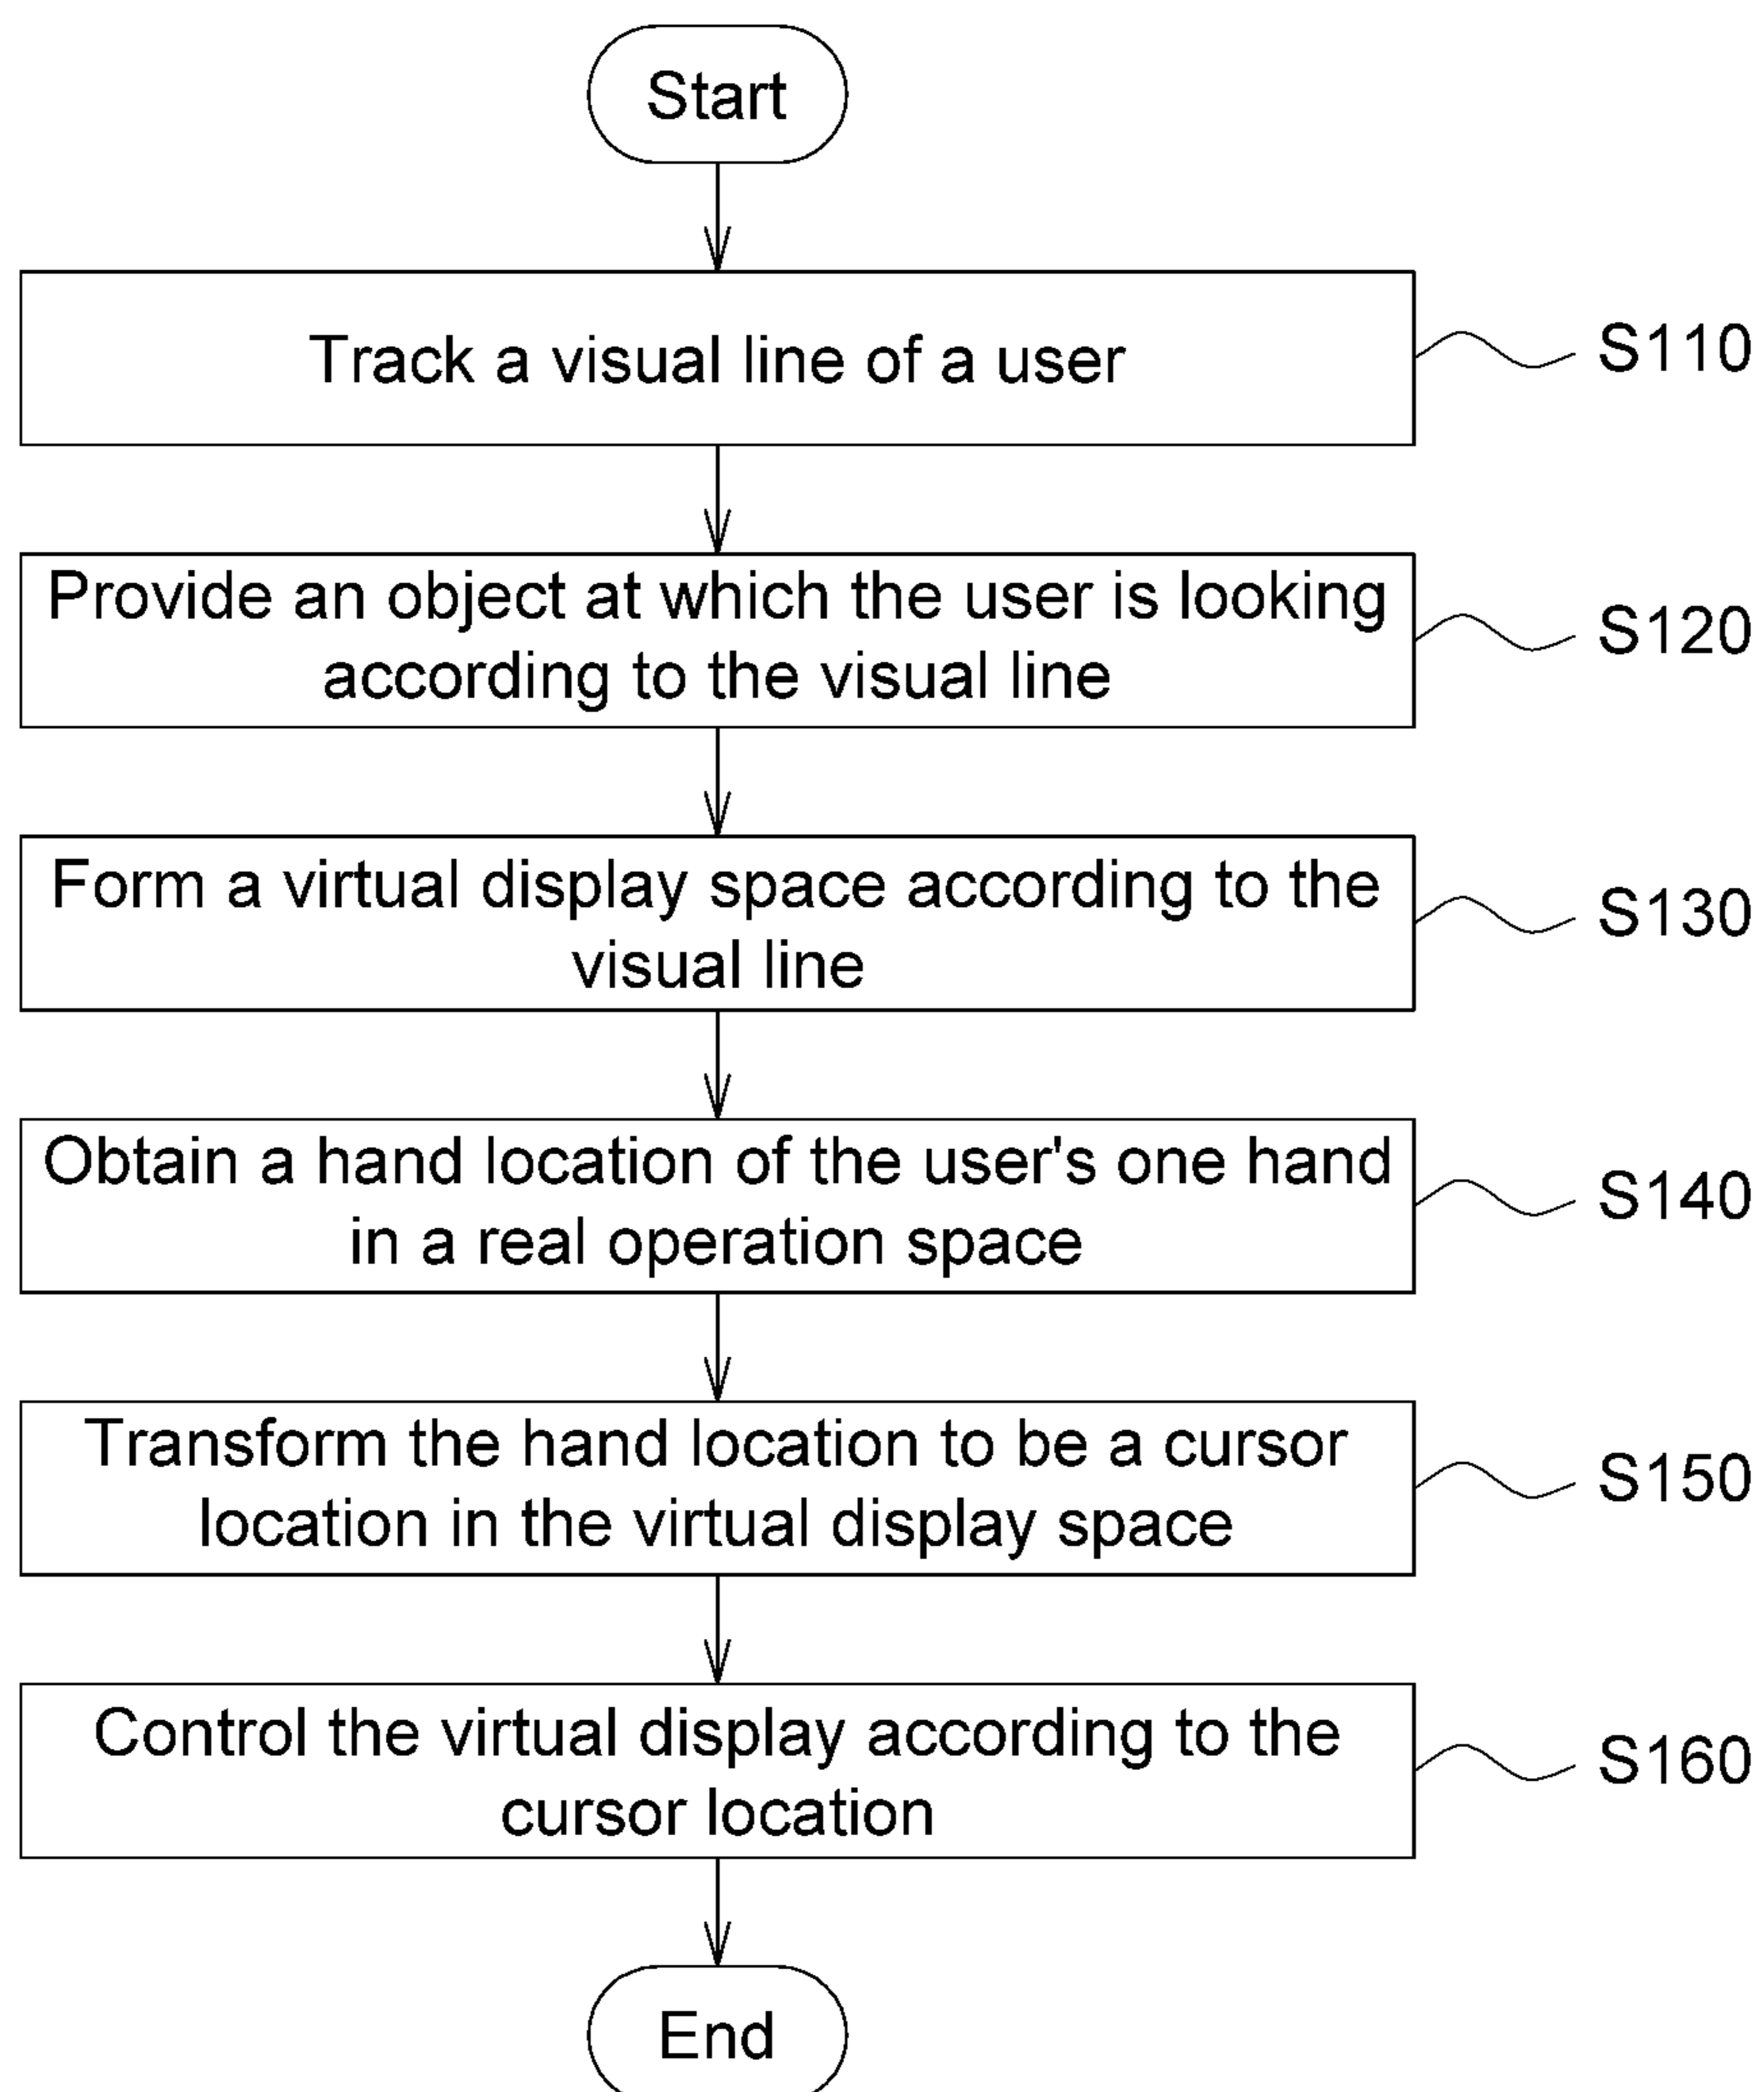 Start
Track a visual line of a user
S110
Provide an object at which the user is looking
according to the visual line
S120
Form a virtual display space according to the
visual line
S130
Obtain a hand location of the user's one hand
in a real operation space
S140
Transform the hand location to be a cursor
location in the virtual display space
S150
Control the virtual display according to the
cursor location
S160
End